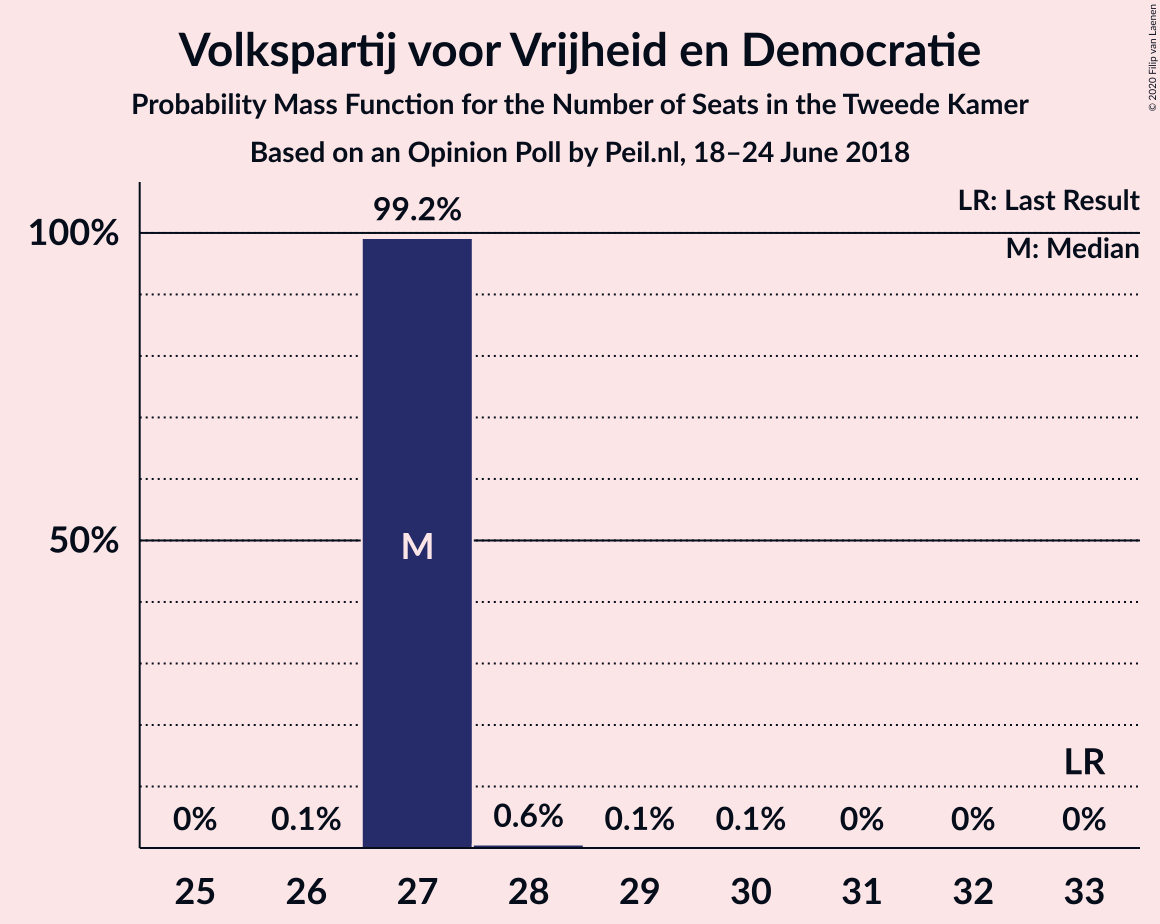 Volkspartij voor Vrijheid en Democratie
Probability Mass Function for the Number of Seats in the Tweede Kamer
Based on an Opinion Poll by Peil.nl, 18–24 June 2018
© 2020 Filip van Laenen
LR: Last Result
M: Median
99.2%
100%
50%
M
LR
0% 0.1% 0.6% 0.1% 0.1% 0% 0% 0%
25 26 27 28 29 30 31 32 33